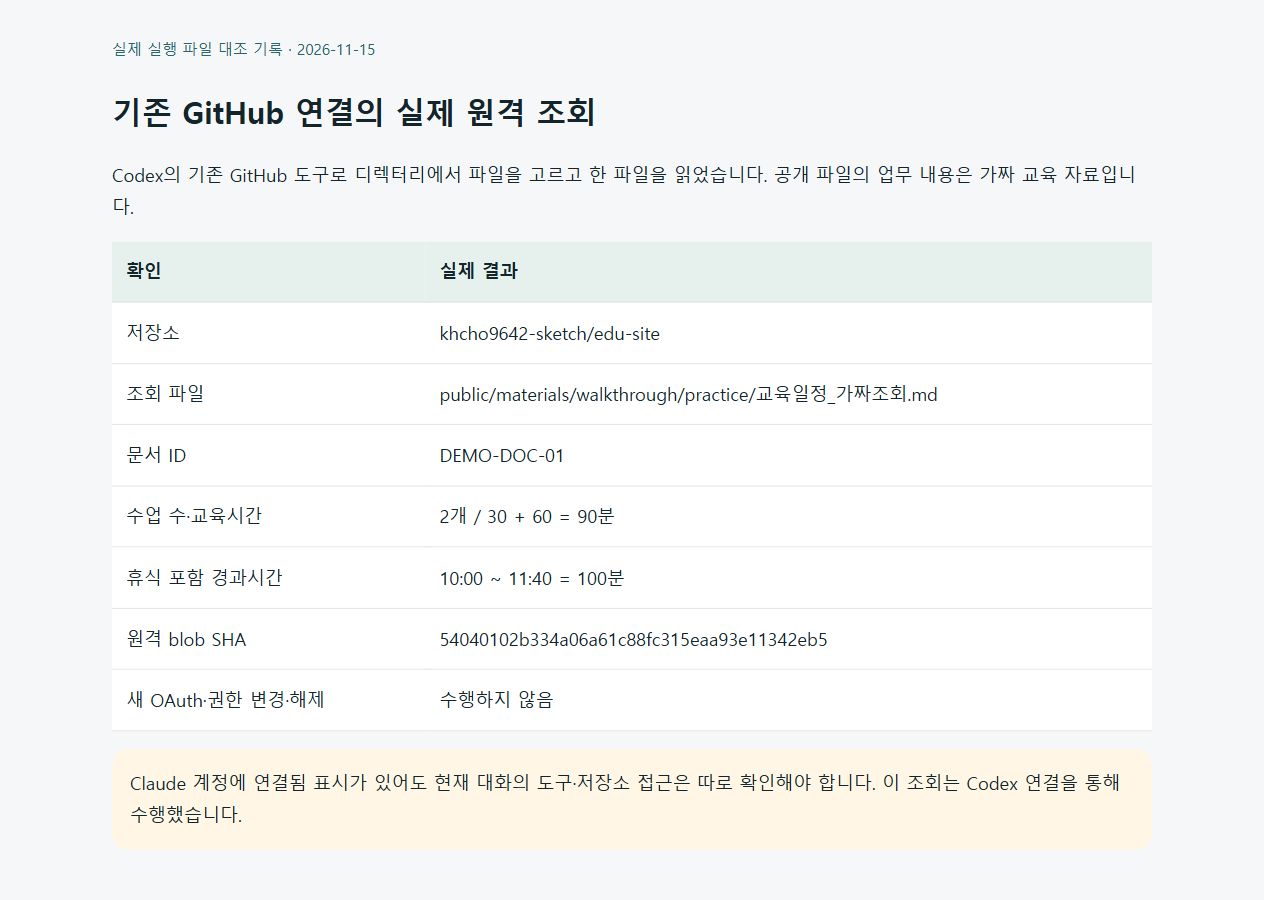 실제 실행 파일 대조 기록 · 2026-11-15
기존 GitHub 연결의 실제 원격 조회
Codex의 기존 GitHub 도구로 디렉터리에서 파일을 고르고 한 파일을 읽었습니다. 공개 파일의 업무 내용은 가짜 교육 자료입니
다.
확인 실제 결과
저장소 khcho9642-sketch/edu-site
조회 파일 public/materials/walkthrough/practice/교육일정_가짜조회.md
문서 ID DEMO-DOC-01
수업 수·교육시간 2개 / 30 + 60 = 90분
휴식 포함 경과시간 10:00 ~ 11:40 = 100분
원격 blob SHA 54040102b334a06a61c88fc315eaa93e11342eb5
새 OAuth·권한 변경·해제 수행하지 않음
Claude 계정에 연결됨 표시가 있어도 현재 대화의 도구·저장소 접근은 따로 확인해야 합니다. 이 조회는 Codex 연결을 통해
수행했습니다.